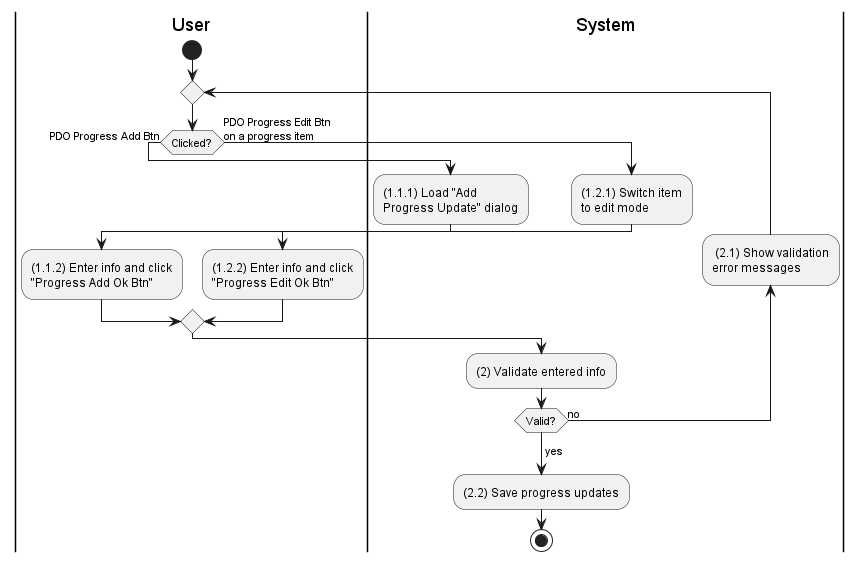 User
System
PDO Progress Add Btn
Clicked?
PDO Progress Edit Btn
on a progress item
(1.1.1) Load "Add
Progress Update" dialog
(1.2.1) Switch item
to edit mode
(1.1.2) Enter info and click
"Progress Add Ok Btn"
(1.2.2) Enter info and click
"Progress Edit Ok Btn"
(2.1) Show validation
error messages
(2) Validate entered info
Valid?
no
yes
(2.2) Save progress updates